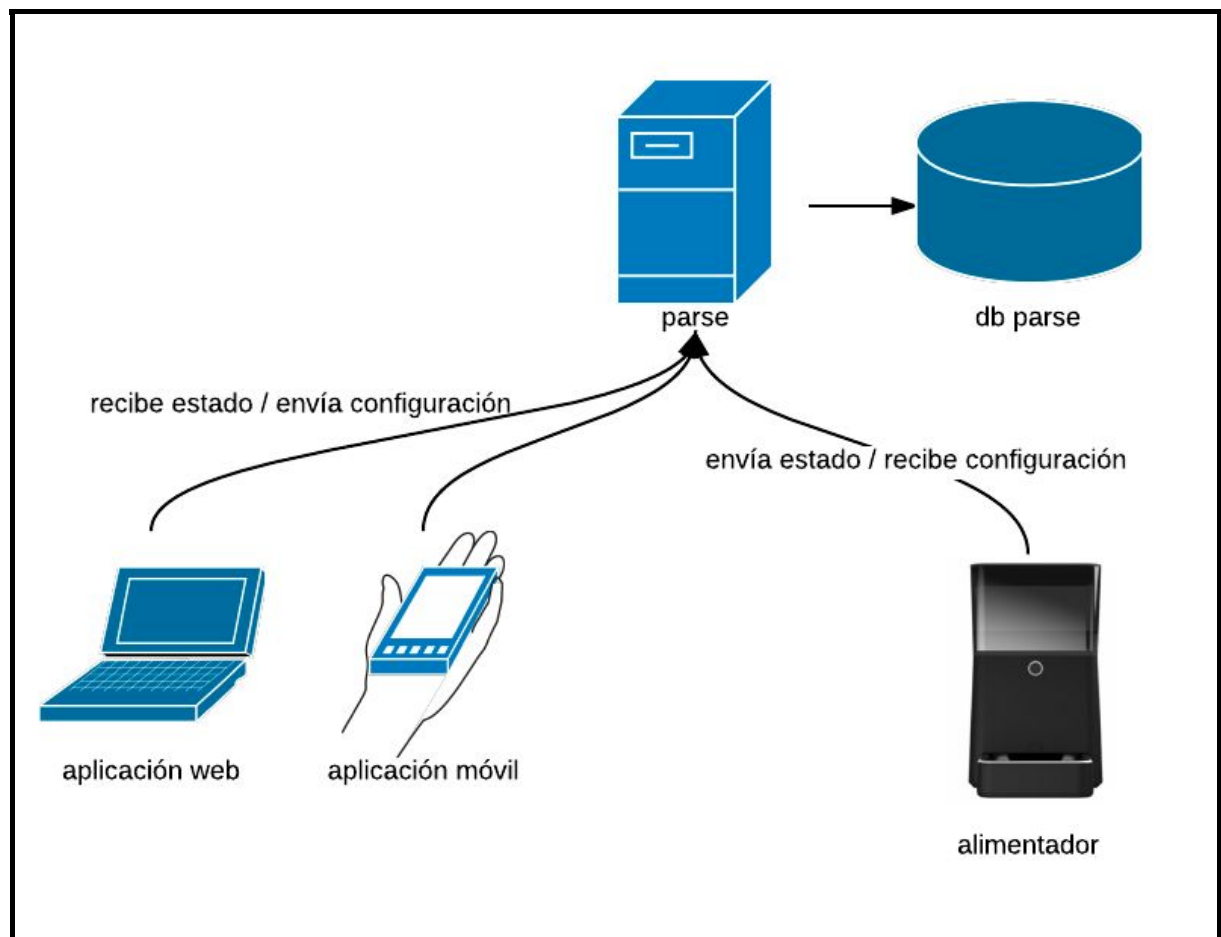 parse
db parse
recibe estado / envía configuración
envía estado / recibe configuración
aplicación web
aplicación móvil
alimentador